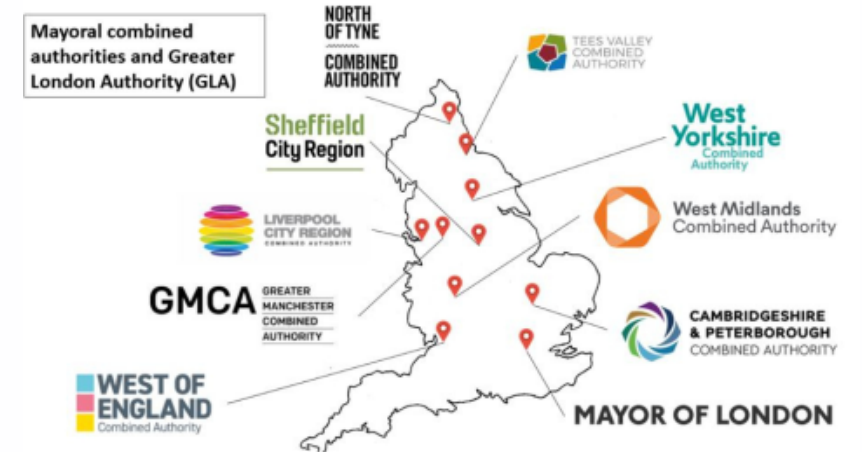 Mayoral combined
authorities and Greater
London Authority (GLA)
NORTH
OF TYNE
COMBINED
AUTHORITY
TEES VALLEY
COMBINED
AUTHORITY
Sheffield
City Region
West
Yorkshire
Combined
Authority
LIVERPOOL
CITY REGION
COMBINED AUTHORITY
West Midlands
Combined Authority
GMCA
GREATER
MANCHESTER
COMBINED
AUTHORITY
CAMBRIDGESHIRE
& PETERBOROUGH
COMBINED AUTHORITY
WEST OF
ENGLAND
Combined Authority
MAYOR OF LONDON